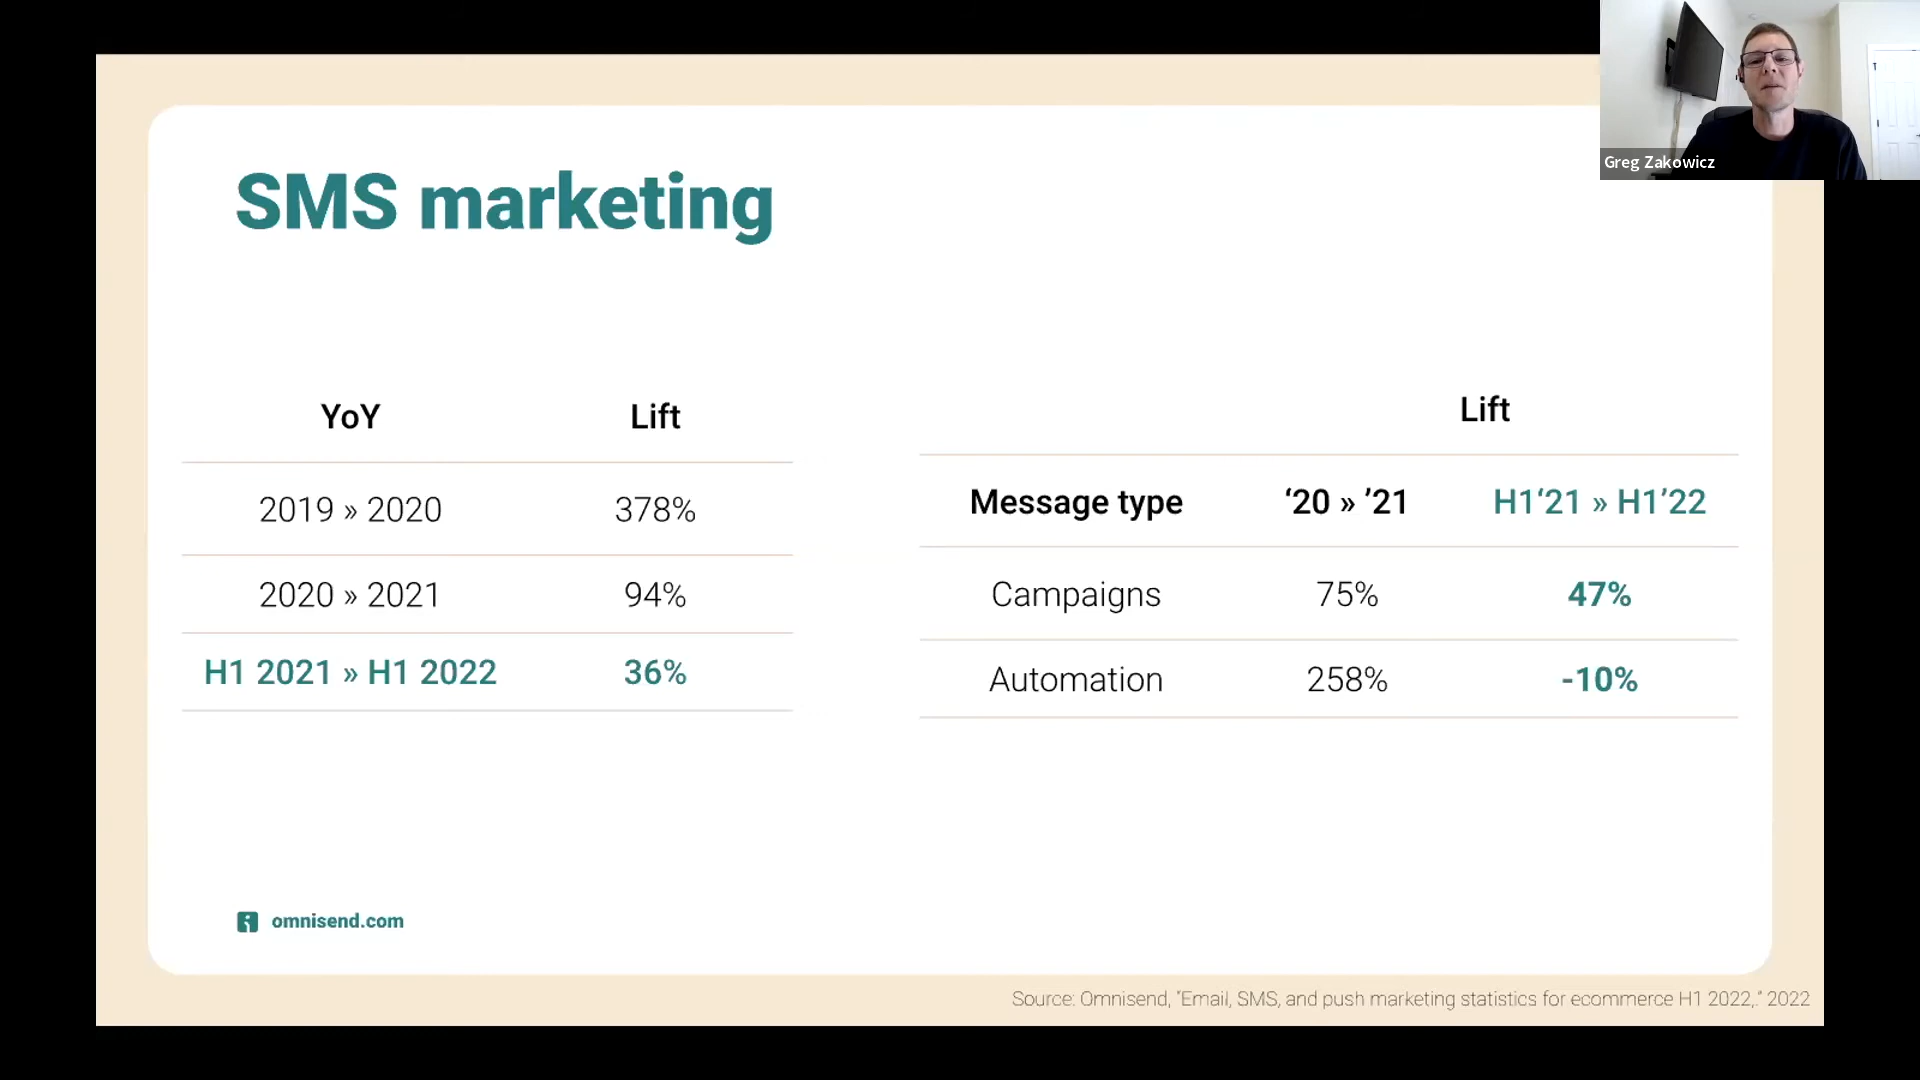 Greg Zakowicz
SMS marketing
YoY Lift
2019 » 2020 378%
2020 » 2021 94%
H1 2021 » H1 2022 36%
Lift
Message type ‘20 » ’21 H1‘21 » H1’22
Campaigns 75% 47%
Automation 258% -10%
omnisend.com
Source: Omnisend, “Email, SMS, and push marketing statistics for ecommerce H1 2022,” 2022